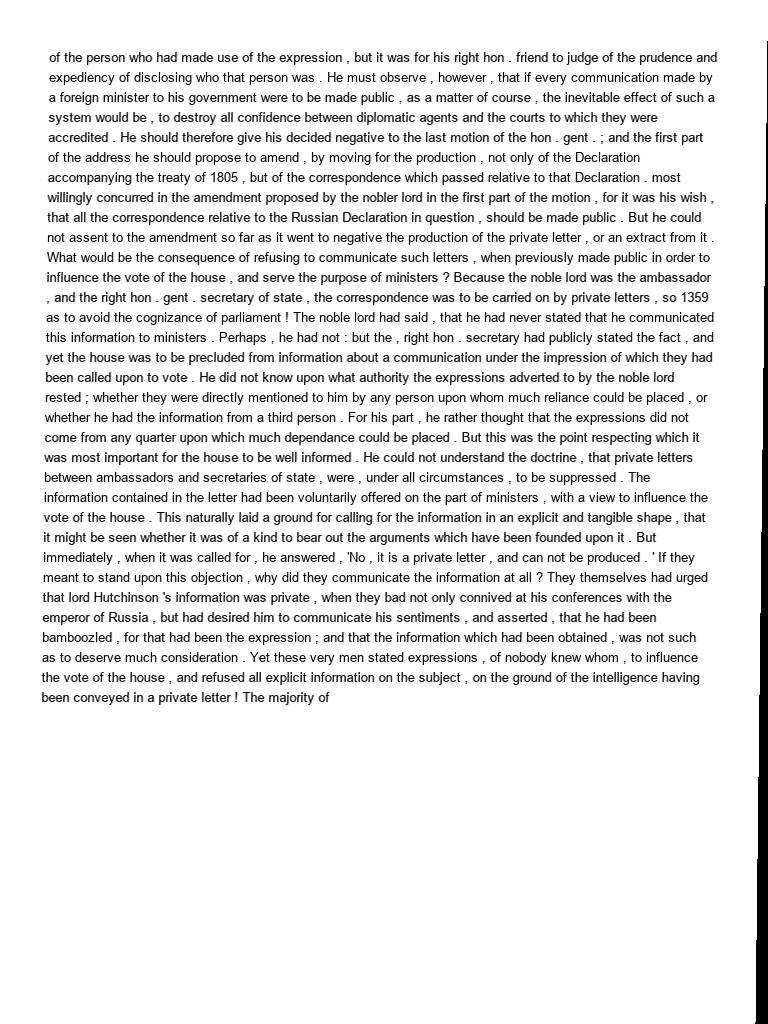 of the person who had made use of the expression , but it was for his right hon . friend to judge of the prudence and
expediency of disclosing who that person was . He must observe , however , that if every communication made by
a foreign minister to his government were to be made public , as a matter of course , the inevitable effect of such a
system would be , to destroy all confidence between diplomatic agents and the courts to which they were
accredited . He should therefore give his decided negative to the last motion of the hon . gent . ; and the first part
of the address he should propose to amend , by moving for the production , not only of the Declaration
accompanying the treaty of 1805 , but of the correspondence which passed relative to that Declaration . most
willingly concurred in the amendment proposed by the nobler lord in the first part of the motion , for it was his wish ,
that all the correspondence relative to the Russian Declaration in question , should be made public . But he could
not assent to the amendment so far as it went to negative the production of the private letter , or an extract from it .
What would be the consequence of refusing to communicate such letters , when previously made public in order to
influence the vote of the house , and serve the purpose of ministers ? Because the noble lord was the ambassador
, and the right hon . gent . secretary of state , the correspondence was to be carried on by private letters , so 1359
as to avoid the cognizance of parliament ! The noble lord had said , that he had never stated that he communicated
this information to ministers . Perhaps , he had not : but the , right hon . secretary had publicly stated the fact , and
yet the house was to be precluded from information about a communication under the impression of which they had
been called upon to vote . He did not know upon what authority the expressions adverted to by the noble lord
rested ; whether they were directly mentioned to him by any person upon whom much reliance could be placed , or
whether he had the information from a third person . For his part , he rather thought that the expressions did not
come from any quarter upon which much dependance could be placed . But this was the point respecting which it
was most important for the house to be well informed . He could not understand the doctrine , that private letters
between ambassadors and secretaries of state , were , under all circumstances , to be suppressed . The
information contained in the letter had been voluntarily offered on the part of ministers , with a view to influence the
vote of the house . This naturally laid a ground for calling for the information in an explicit and tangible shape , that
it might be seen whether it was of a kind to bear out the arguments which have been founded upon it . But
immediately , when it was called for , he answered , 'No , it is a private letter , and can not be produced . ' If they
meant to stand upon this objection , why did they communicate the information at all ? They themselves had urged
that lord Hutchinson 's information was private , when they bad not only connived at his conferences with the
emperor of Russia , but had desired him to communicate his sentiments , and asserted , that he had been
bamboozled , for that had been the expression ; and that the information which had been obtained , was not such
as to deserve much consideration . Yet these very men stated expressions , of nobody knew whom , to influence
the vote of the house , and refused all explicit information on the subject , on the ground of the intelligence having
been conveyed in a private letter ! The majority of